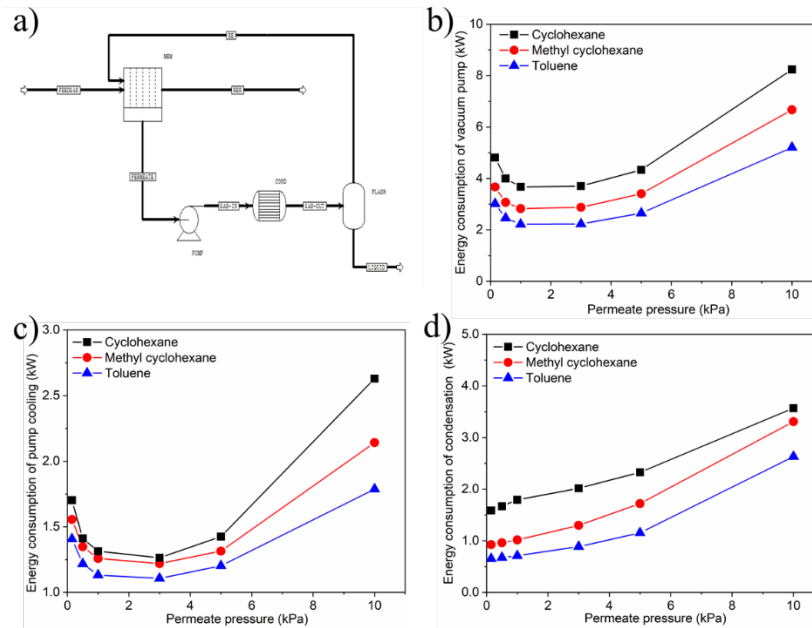 a)
RE
MEM
FEEDGAS
RES
PERMEATE
COND
GAS-IN
GAS-OUT
FLASH
PUMP
LIQUID
b)
Cyclohexane
Methyl cyclohexane
Toluene
Energy consumption of vacuum pump (kW)
10
8
6
4
2
0
0 2 4 6 8 10
Permeate pressure (kPa)
c)
Cyclohexane
Methyl cyclohexane
Toluene
Energy consumption of pump cooling (kW)
3.0
2.5
2.0
1.5
1.0
0 2 4 6 8 10
Permeate pressure (kPa)
d)
Cyclohexane
Methyl cyclohexane
Toluene
Energy consumption of condensation (kW)
5.0
4.0
3.0
2.0
1.0
0.0
0 2 4 6 8 10
Permeate pressure (kPa)